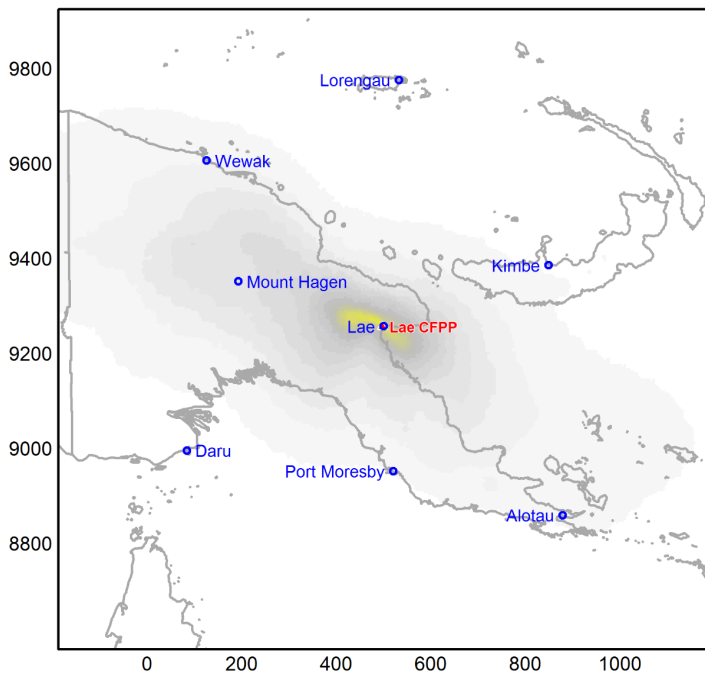 9800
Lorengau
9600
Wewak
9400
Kimbe
Mount Hagen
Lae
Lae CFPP
9200
9000
Daru
Port Moresby
8800
Alotau
0 200 400 600 800 1000